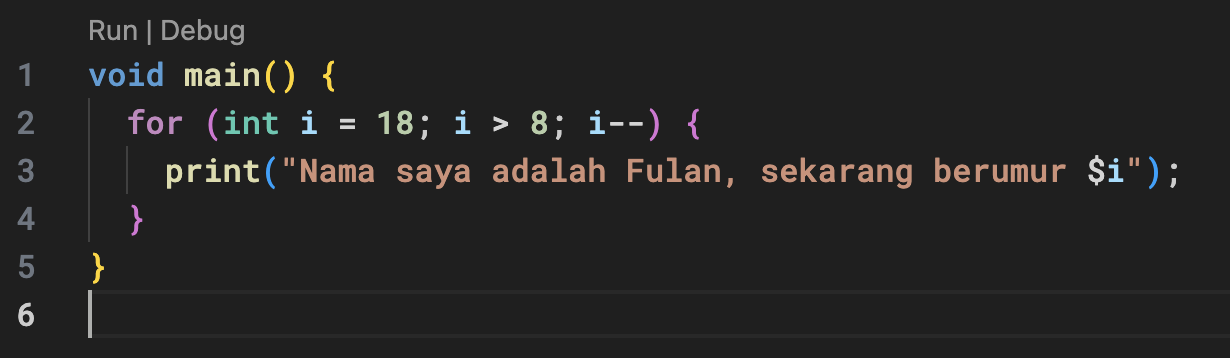 Run | Debug
1 void main() {
2   for (int i = 18; i > 8; i--) {
3     print("Nama saya adalah Fulan, sekarang berumur $i");
4   }
5 }
6